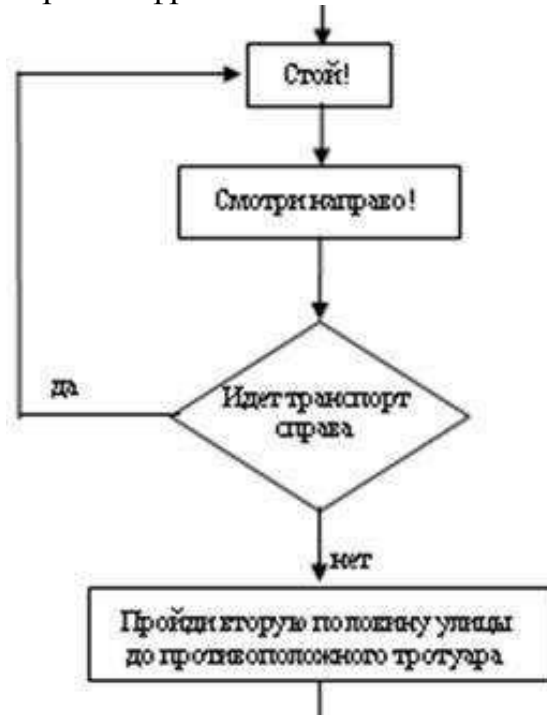 Стой!
Смотри направо!
Идет транспорт
справа
да
нет
Пройди вторую половину улицы
до противоположного тротуара